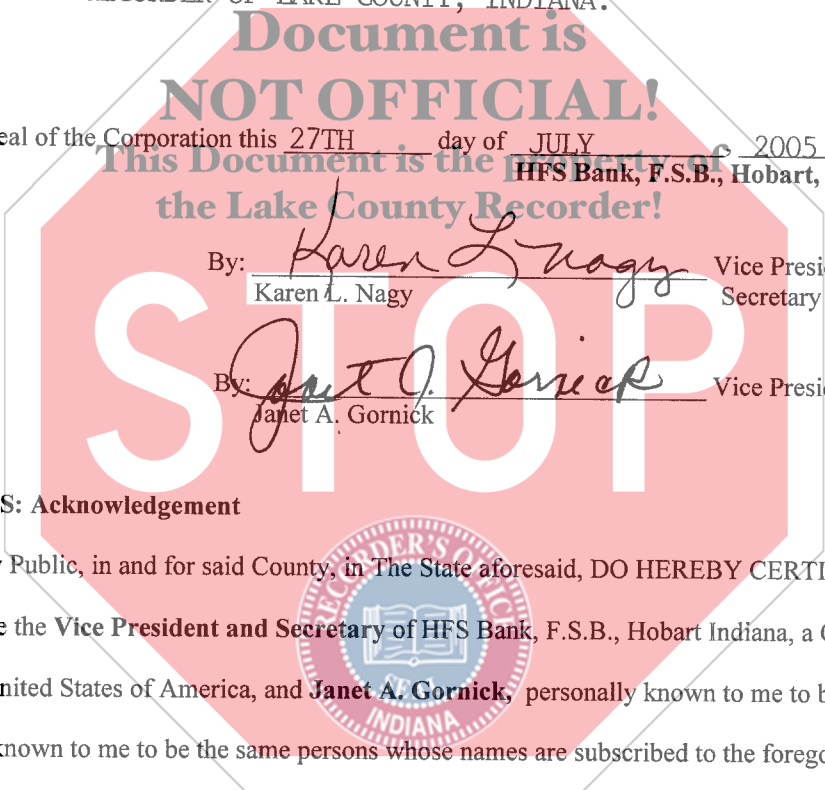 RECORDER OF LAKE COUNTY, INDIANA.
Document is
NOT OFFICIAL!
eal of the Corporation this 27TH day of JULY, 2005
This Document is the property of
HFS Bank, F.S.B., Hobart,
the Lake County Recorder!
By: Karen L Nagy Vice Presi
Karen L. Nagy Secretary
STOP
By: Janet A. Gornick Vice Presi
Janet A. Gornick
S: Acknowledgement
Public, in and for said County, in The State aforesaid, DO HEREBY CERTI
e the Vice President and Secretary of HFS Bank, F.S.B., Hobart Indiana, a
nited States of America, and Janet A. Gornick, personally known to me to b
known to me to be the same persons whose names are subscribed to the forego
RECORDER'S OFFICE
SEAL
INDIANA